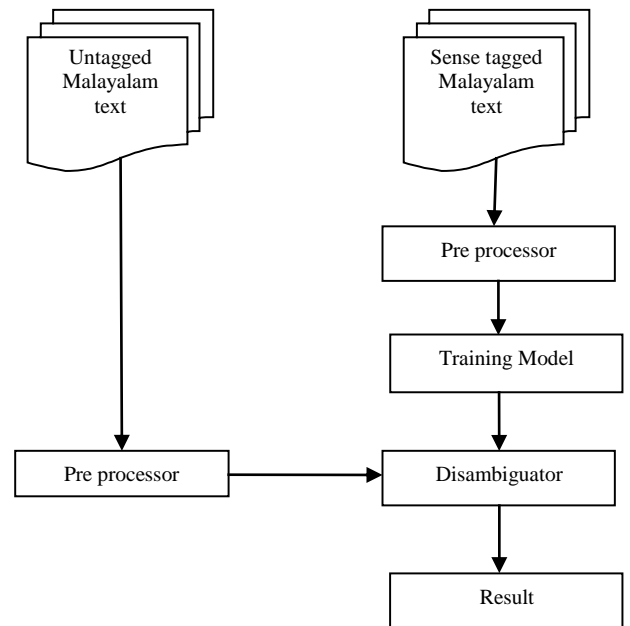 Untagged
Malayalam
text
Sense tagged
Malayalam
text
Pre processor
Training Model
Pre processor
Disambiguator
Result